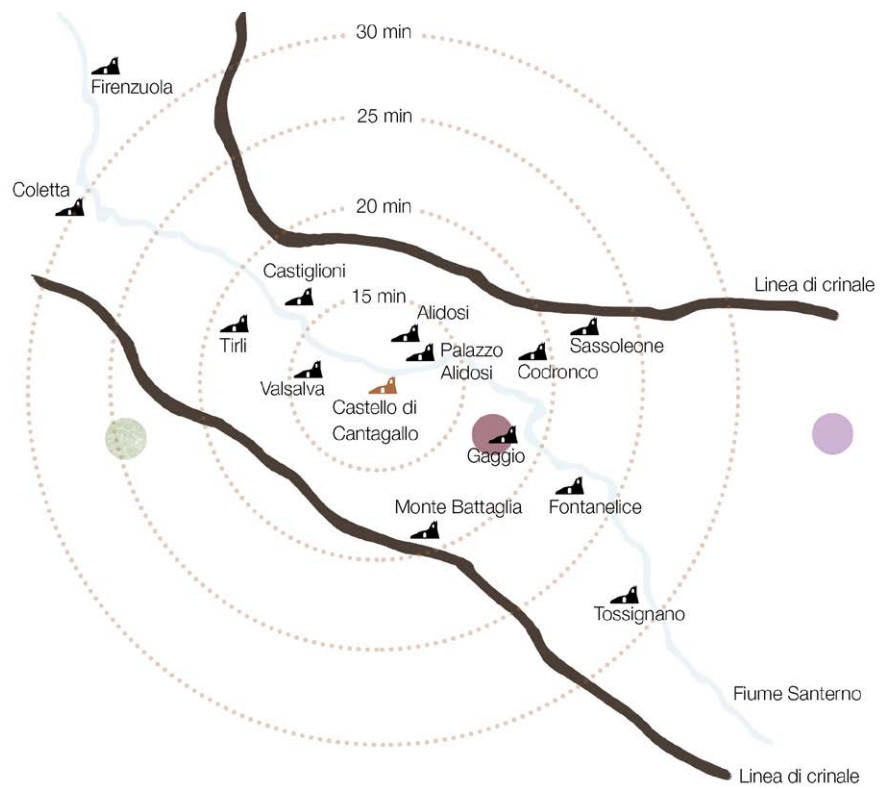 30 min
Firenzuola
25 min
Coletta
20 min
Castiglioni
Linea di crinale
15 min
Alidosi
Tirli
Palazzo
Alidosi
Sassoleone
Codronco
Valsalva
Castello di
Cantagallo
Gaggio
Monte Battaglia
Fontanelice
Tossignano
Fiume Santerno
Linea di crinale